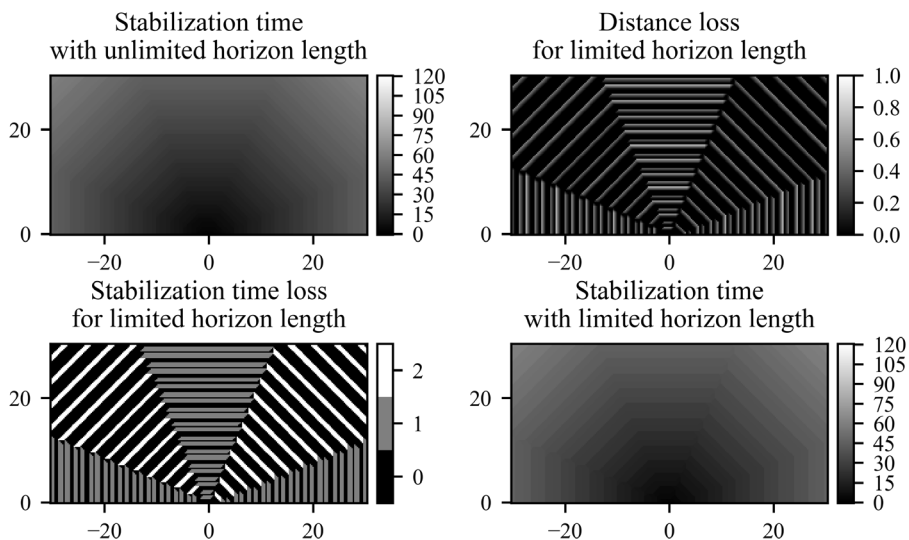 Stabilization time
with unlimited horizon length
120
105
90
75
60
45
30
15
0
20
0
−20 0 20
Distance loss
for limited horizon length
1.0
0.8
0.6
0.4
0.2
0.0
20
0
−20 0 20
Stabilization time loss
for limited horizon length
2
1
0
20
0
−20 0 20
Stabilization time
with limited horizon length
120
105
90
75
60
45
30
15
0
20
0
−20 0 20